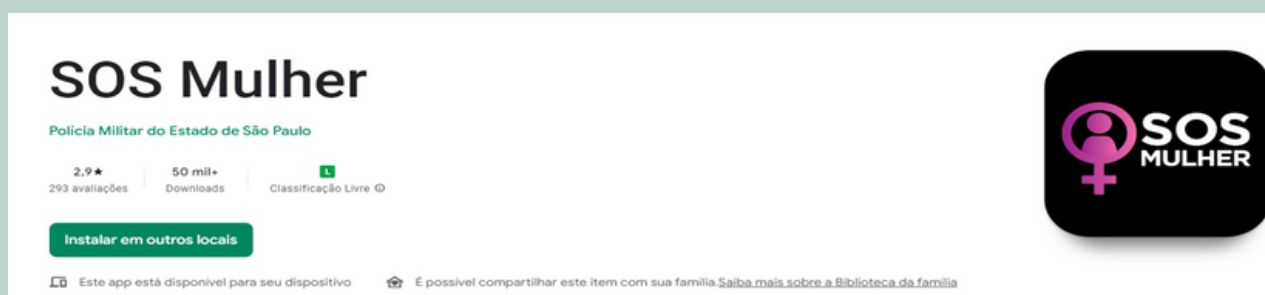 SOS Mulher
Polícia Militar do Estado de São Paulo
2,9★
293 avaliações
50 mil+
Downloads
L
Classificação Livre
Instalar em outros locais
Este app está disponível para seu dispositivo
É possível compartilhar este item com sua família.Saiba mais sobre a Biblioteca da família
SOS
MULHER